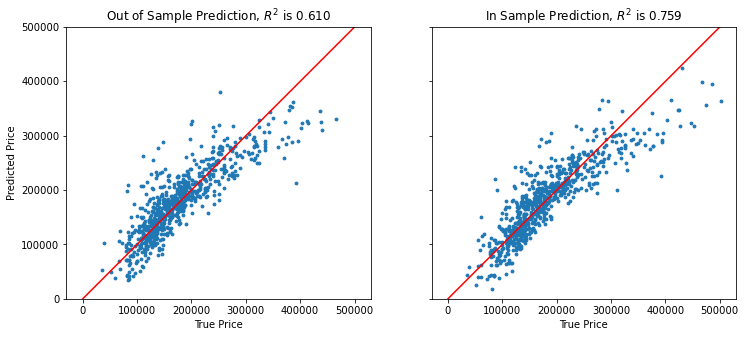 Out of Sample Prediction, R² is 0.610
In Sample Prediction, R² is 0.759
500000
400000
300000
200000
100000
0
Predicted Price
0 100000 200000 300000 400000 500000
0 100000 200000 300000 400000 500000
True Price
True Price